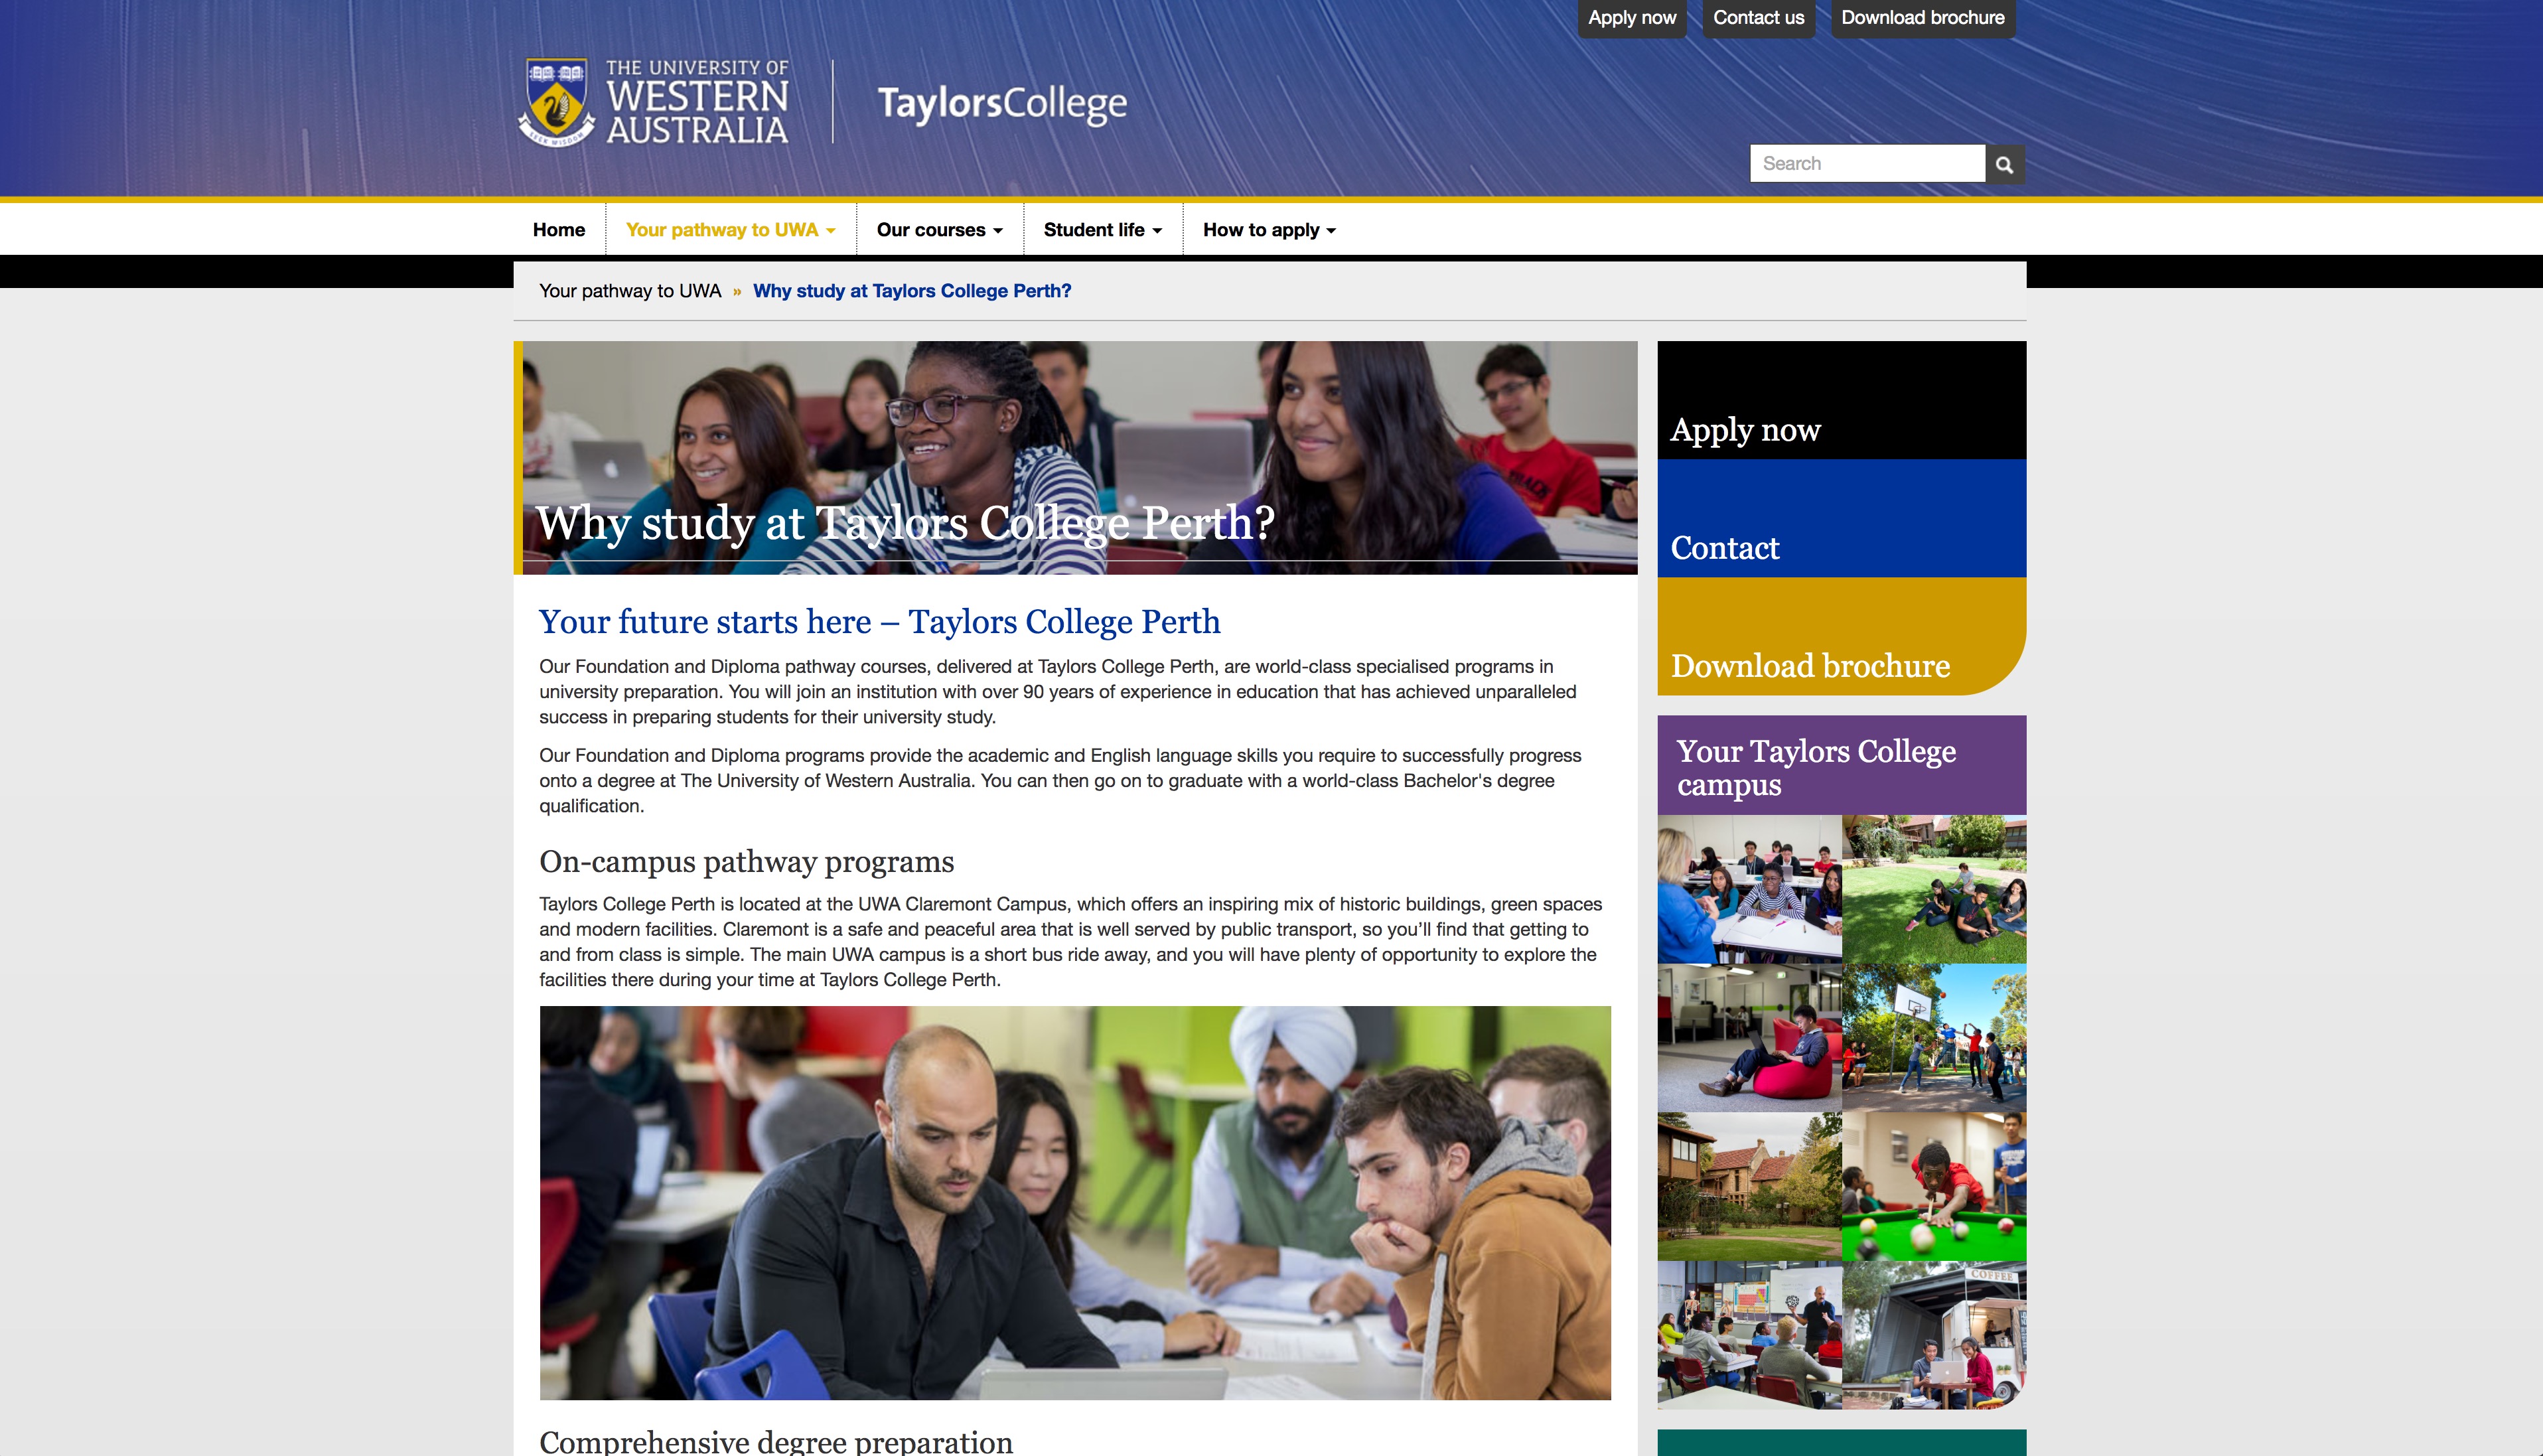 Apply now
Contact us
Download brochure
THE UNIVERSITY OF
WESTERN
AUSTRALIA
TaylorsCollege
Search
Home
Your pathway to UWA
Our courses
Student life
How to apply
Your pathway to UWA » Why study at Taylors College Perth?
Why study at Taylors College Perth?
Your future starts here – Taylors College Perth
Our Foundation and Diploma pathway courses, delivered at Taylors College Perth, are world-class specialised programs in
university preparation. You will join an institution with over 90 years of experience in education that has achieved unparalleled
success in preparing students for their university study.
Our Foundation and Diploma programs provide the academic and English language skills you require to successfully progress
onto a degree at The University of Western Australia. You can then go on to graduate with a world-class Bachelor's degree
qualification.
On-campus pathway programs
Taylors College Perth is located at the UWA Claremont Campus, which offers an inspiring mix of historic buildings, green spaces
and modern facilities. Claremont is a safe and peaceful area that is well served by public transport, so you’ll find that getting to
and from class is simple. The main UWA campus is a short bus ride away, and you will have plenty of opportunity to explore the
facilities there during your time at Taylors College Perth.
Comprehensive degree preparation
Apply now
Contact
Download brochure
Your Taylors College
campus
COFFEE